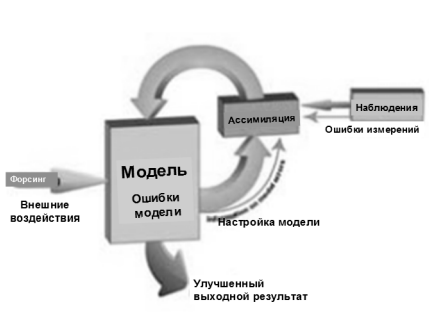 Ассимиляция
Наблюдения
Ошибки измерений
Модель
Ошибки
модели
Форсинг
Внешние
воздействия
Настройка модели
Улучшенный
выходной результат